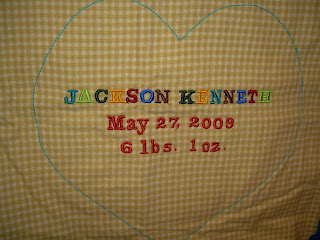 JACKSON KENNETH
May 27, 2009
6 lbs. 1 oz.